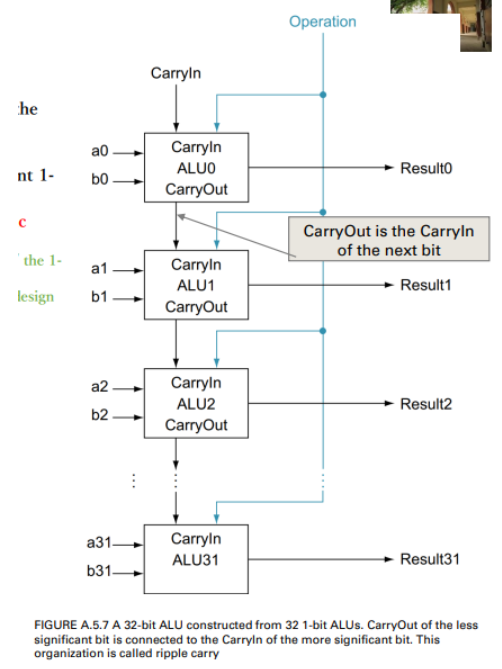 Operation
CarryIn
the
a0
b0
CarryIn
ALU0
CarryOut
Result0
nt 1-
c
CarryOut is the CarryIn
of the next bit
the 1-
lesign
a1
b1
CarryIn
ALU1
CarryOut
Result1
a2
b2
CarryIn
ALU2
CarryOut
Result2
a31
b31
CarryIn
ALU31
Result31
FIGURE A.5.7 A 32-bit ALU constructed from 32 1-bit ALUs. CarryOut of the less
significant bit is connected to the CarryIn of the more significant bit. This
organization is called ripple carry